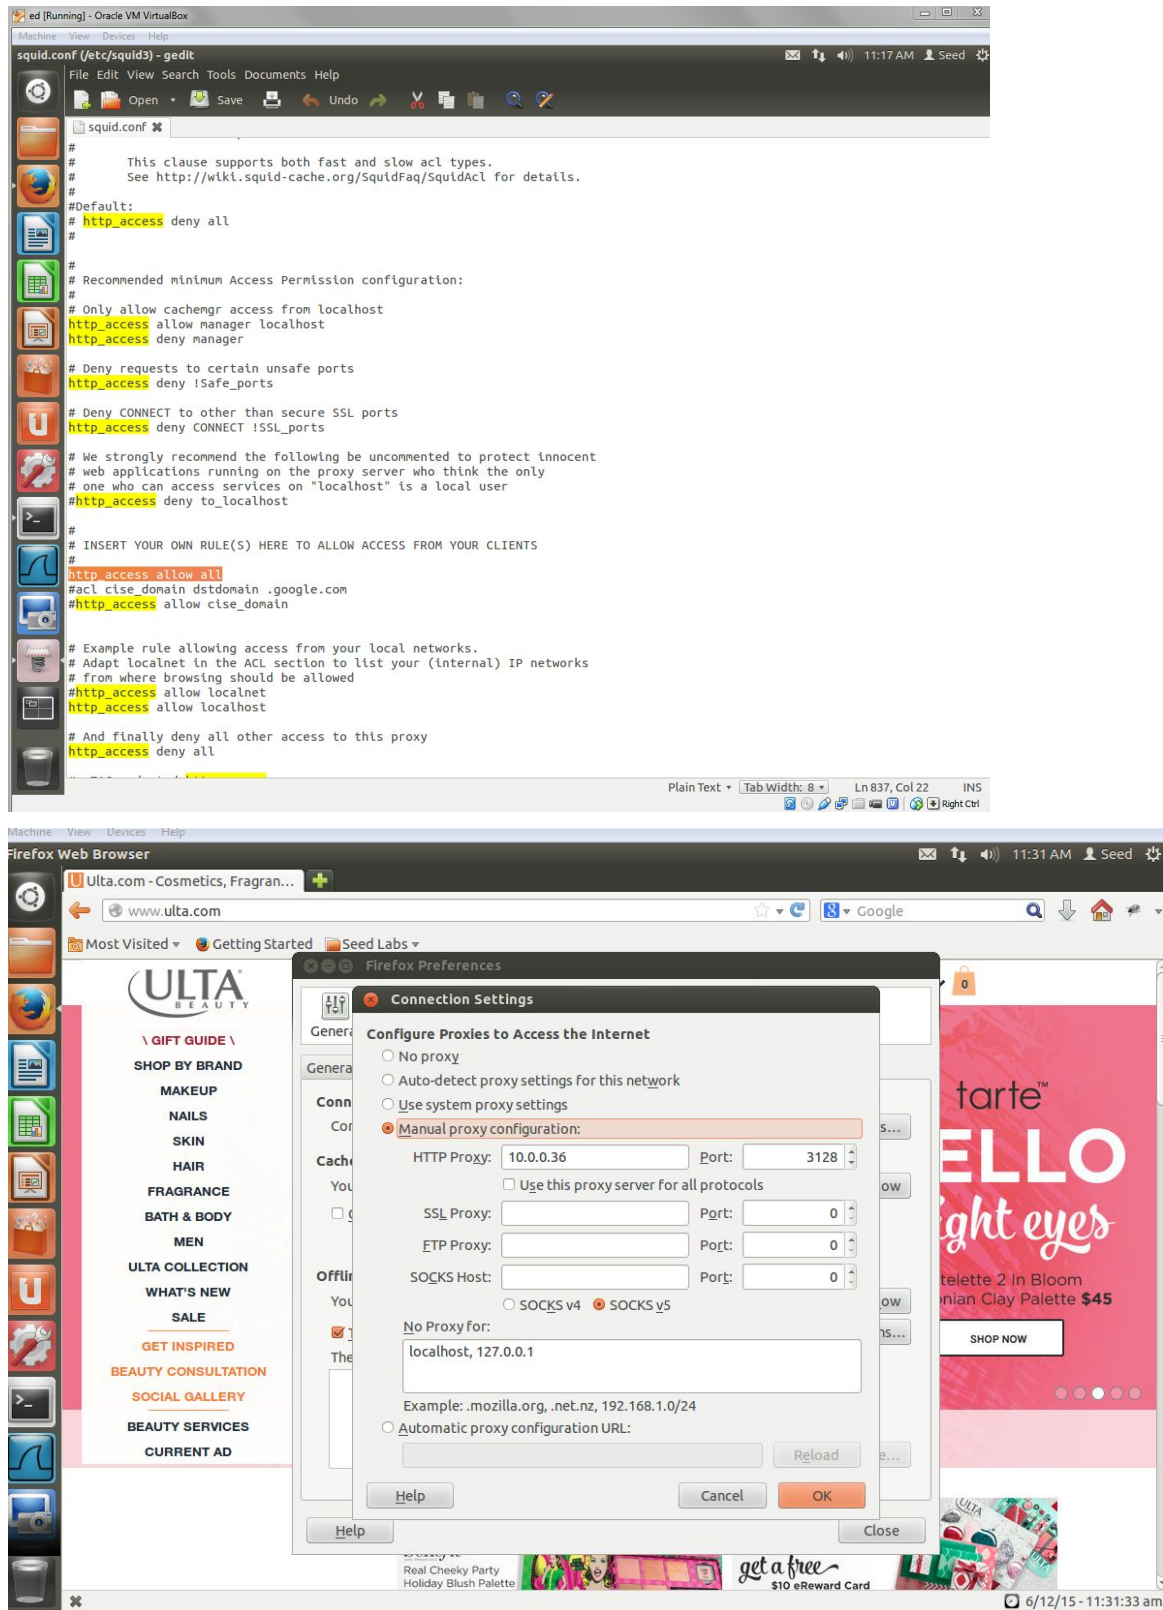 ed [Running] - Oracle VM VirtualBox
Machine View Devices Help
squid.conf (/etc/squid3) - gedit 11:17 AM Seed
File Edit View Search Tools Documents Help
Open Save Undo
squid.conf
#
# This clause supports both fast and slow acl types.
# See http://wiki.squid-cache.org/SquidFaq/SquidAcl for details.
#
#Default:
# http_access deny all
#
#
# Recommended minimum Access Permission configuration:
#
# Only allow cachemgr access from localhost
http_access allow manager localhost
http_access deny manager
# Deny requests to certain unsafe ports
http_access deny !Safe_ports
# Deny CONNECT to other than secure SSL ports
http_access deny CONNECT !SSL_ports
# We strongly recommend the following be uncommented to protect innocent
# web applications running on the proxy server who think the only
# one who can access services on "localhost" is a local user
#http_access deny to_localhost
#
# INSERT YOUR OWN RULE(S) HERE TO ALLOW ACCESS FROM YOUR CLIENTS
#
http_access allow all
#acl cise_domain dstdomain .google.com
#http_access allow cise_domain
# Example rule allowing access from your local networks.
# Adapt localnet in the ACL section to list your (internal) IP networks
# from where browsing should be allowed
#http_access allow localnet
http_access allow localhost
# And finally deny all other access to this proxy
http_access deny all
Plain Text Tab Width: 8 Ln 837, Col 22 INS
Right Ctrl
Machine View Devices Help
Firefox Web Browser 11:31 AM Seed
Ulta.com - Cosmetics, Fragran...
www.ulta.com Google
Most Visited Getting Started Seed Labs
ULTA
BEAUTY
\ GIFT GUIDE \
SHOP BY BRAND
MAKEUP
NAILS
SKIN
HAIR
FRAGRANCE
BATH & BODY
MEN
ULTA COLLECTION
WHAT'S NEW
SALE
GET INSPIRED
BEAUTY CONSULTATION
SOCIAL GALLERY
BEAUTY SERVICES
CURRENT AD
Firefox Preferences
Genera
Genera
Conn
Cor
Cache
You
Offlin
You
The
Connection Settings
Configure Proxies to Access the Internet
No proxy
Auto-detect proxy settings for this network
Use system proxy settings
Manual proxy configuration:
HTTP Proxy: 10.0.0.36 Port: 3128
Use this proxy server for all protocols
SSL Proxy: Port: 0
FTP Proxy: Port: 0
SOCKS Host: Port: 0
SOCKS v4 SOCKS v5
No Proxy for:
localhost, 127.0.0.1
Example: .mozilla.org, .net.nz, 192.168.1.0/24
Automatic proxy configuration URL:
Reload
Help Cancel OK
s...
ow
ow
ns...
e...
Help Close
0
tarte™
ELLO
ght eyes
telette 2 In Bloom
nian Clay Palette $45
SHOP NOW
Real Cheeky Party
Holiday Blush Palette
get a free
$10 eReward Card
ULTA
6/12/15 - 11:31:33 am